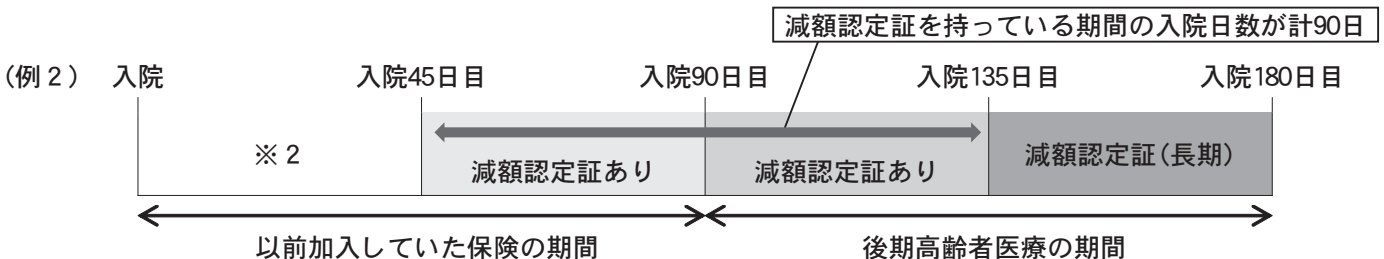 減額認定証を持っている期間の入院日数が計90日
（例２） 入院 入院45日目 入院90日目 入院135日目 入院180日目
※２ 減額認定証あり 減額認定証あり 減額認定証（長期）
以前加入していた保険の期間 後期高齢者医療の期間